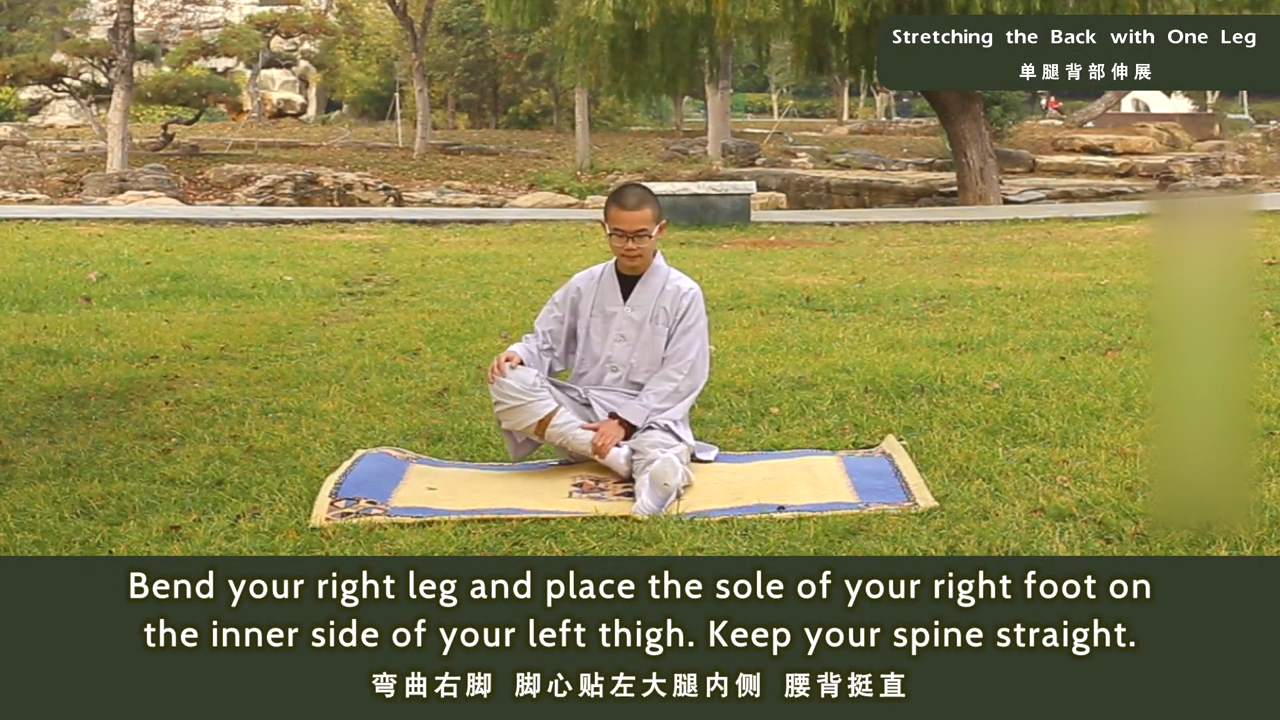 Stretching the Back with One Leg
单腿背部伸展
Bend your right leg and place the sole of your right foot on
the inner side of your left thigh. Keep your spine straight.
弯曲右脚 脚心贴左大腿内侧 腰背挺直